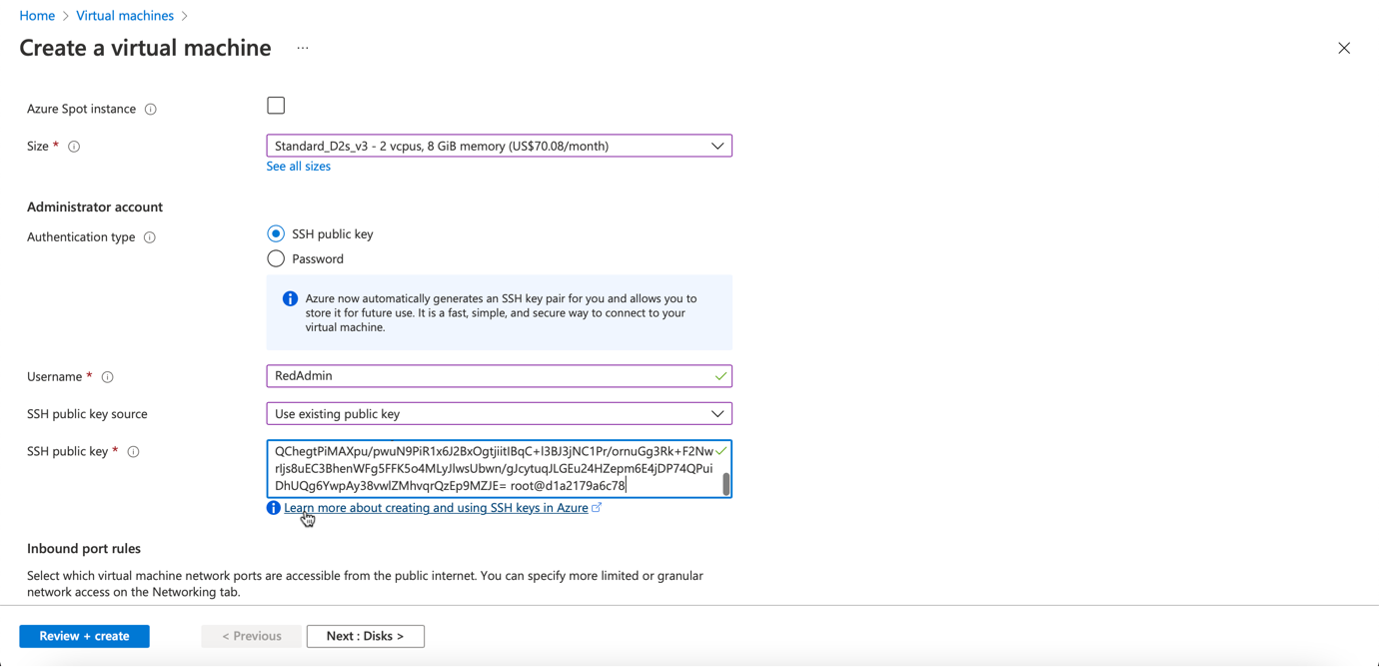 Home > Virtual machines >
Create a virtual machine ...
Azure Spot instance
Size *
Standard_D2s_v3 - 2 vcpus, 8 GiB memory (US$70.08/month)
See all sizes
Administrator account
Authentication type
SSH public key
Password
Azure now automatically generates an SSH key pair for you and allows you to
store it for future use. It is a fast, simple, and secure way to connect to your
virtual machine.
Username *
RedAdmin
SSH public key source
Use existing public key
SSH public key *
QChegtPiMAXpu/pwuN9PiR1x6J2BxOgtjiitIBqC+l3BJ3jNC1Pr/ornuGg3Rk+F2Nw
rIjs8uEC3BhenWFg5FFK5o4MLyJlwsUbwn/gJcytuqJLGEu24HZepm6E4jDP74QPui
DhUQg6YwpAy38vwlZMhvqrQzEp9MZJE= root@d1a2179a6c78
Learn more about creating and using SSH keys in Azure
Inbound port rules
Select which virtual machine network ports are accessible from the public internet. You can specify more limited or granular
network access on the Networking tab.
Review + create
< Previous
Next : Disks >